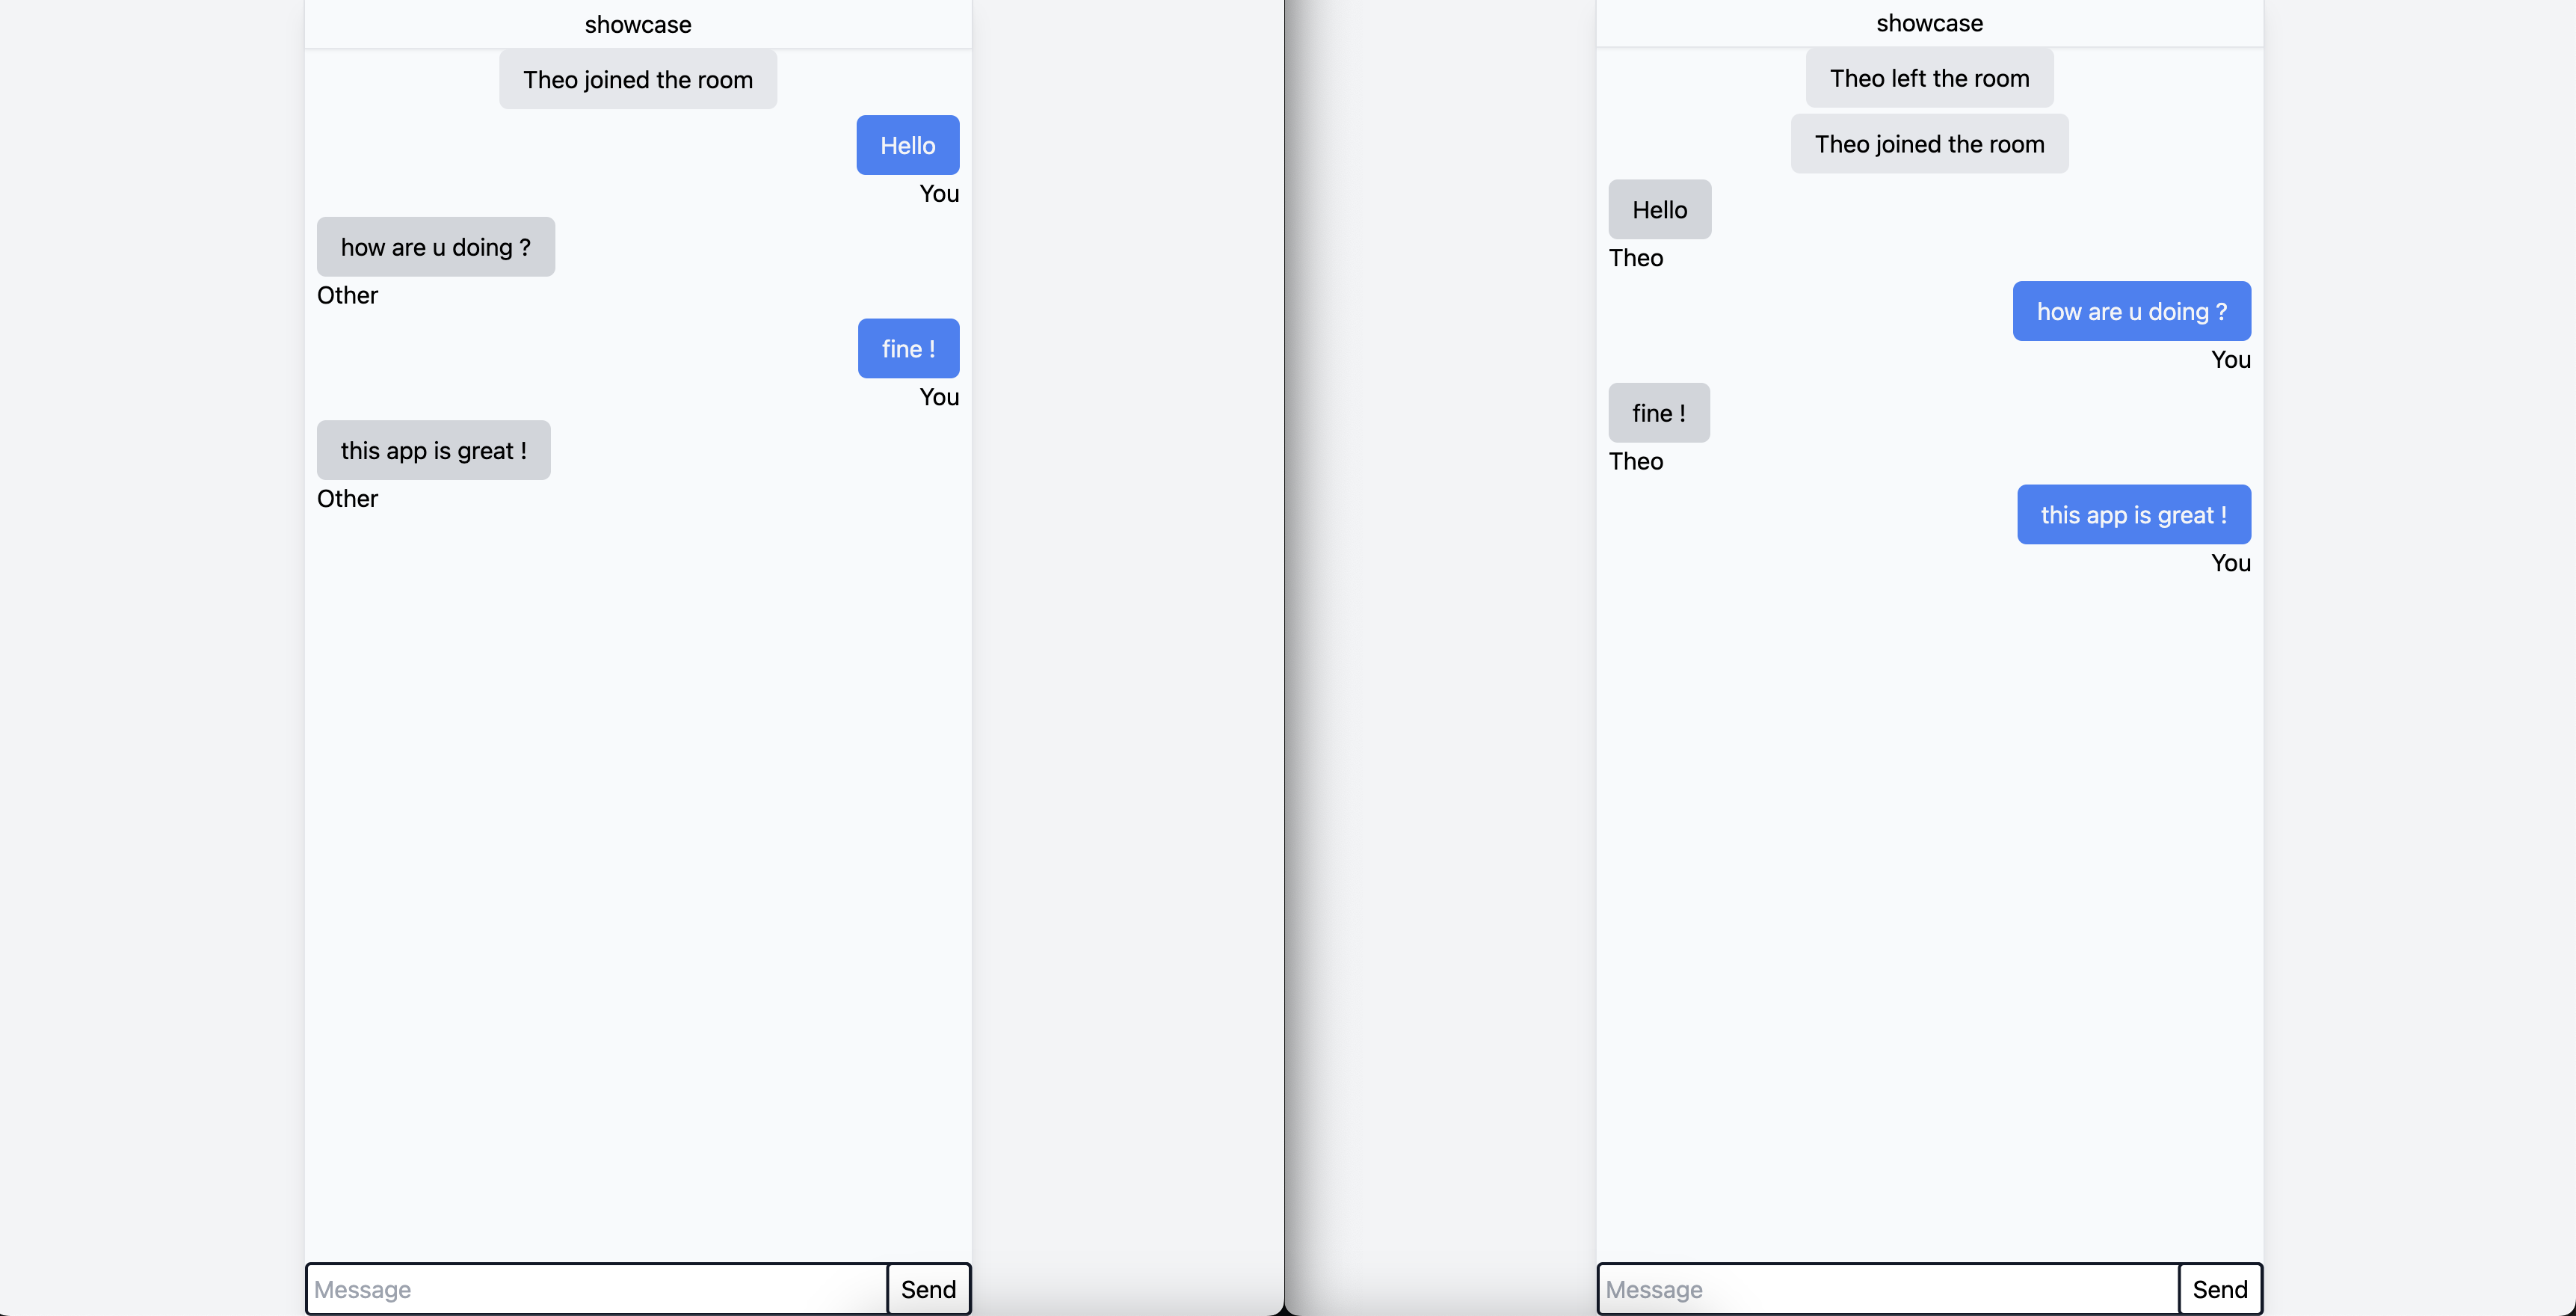 showcase
Theo joined the room
Hello
You
how are u doing ?
Other
fine !
You
this app is great !
Other
Message
Send
showcase
Theo left the room
Theo joined the room
Hello
Theo
how are u doing ?
You
fine !
Theo
this app is great !
You
Message
Send